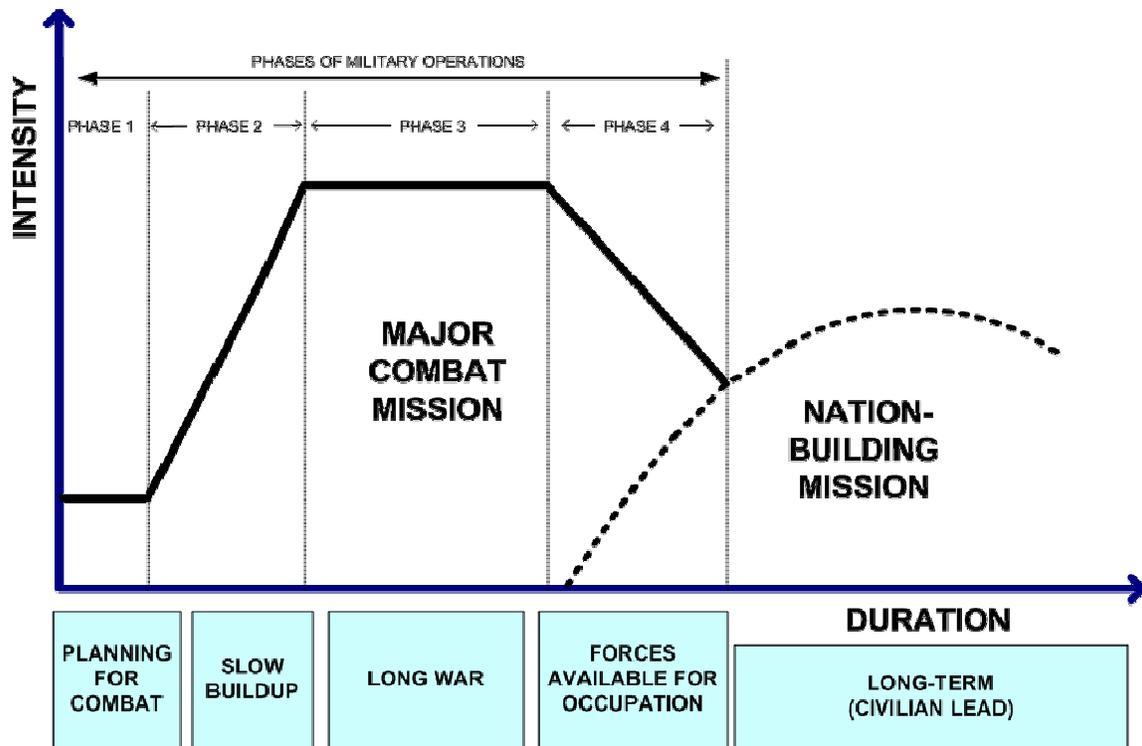 PHASES OF MILITARY OPERATIONS
PHASE 1
PHASE 2
PHASE 3
PHASE 4
INTENSITY
MAJOR
COMBAT
MISSION
NATION-
BUILDING
MISSION
DURATION
PLANNING
FOR
COMBAT
SLOW
BUILDUP
LONG WAR
FORCES
AVAILABLE FOR
OCCUPATION
LONG-TERM
(CIVILIAN LEAD)